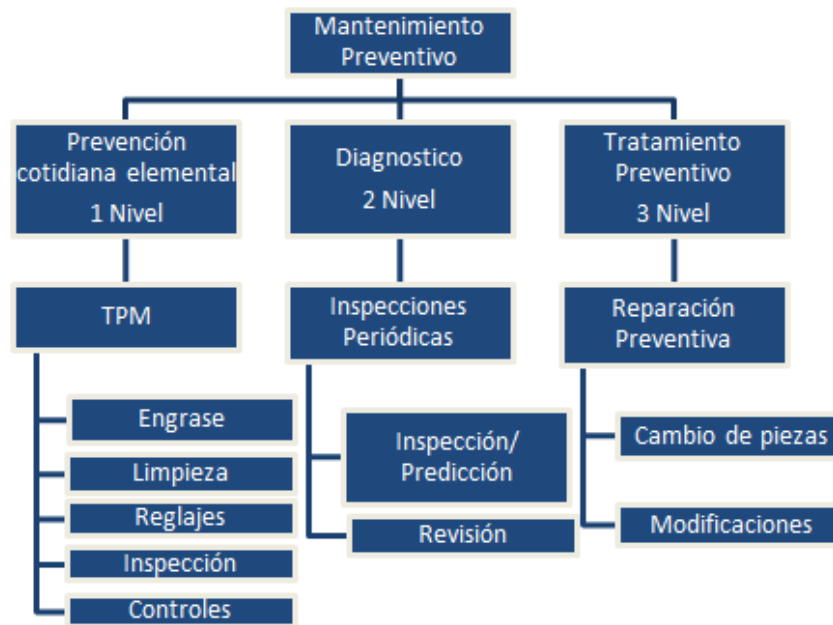 Mantenimiento
Preventivo
Prevención
cotidiana elemental
1 Nivel
Diagnostico
2 Nivel
Tratamiento
Preventivo
3 Nivel
TPM
Inspecciones
Periódicas
Reparación
Preventiva
Engrase
Limpieza
Reglajes
Inspección
Controles
Inspección/
Predicción
Revisión
Cambio de piezas
Modificaciones